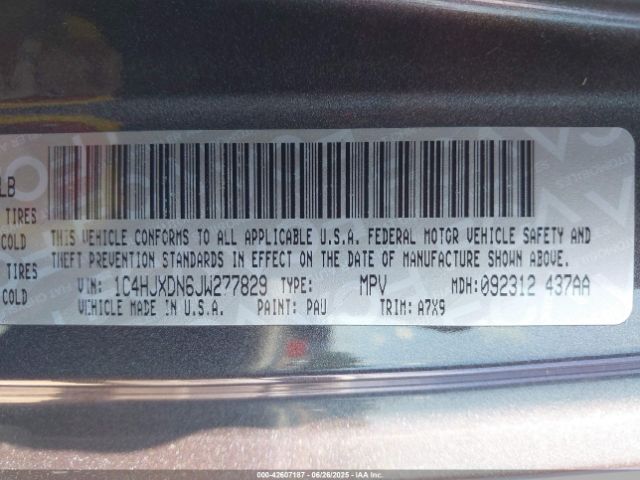 LB
TIRES
COLD
TIRES
COLD
THIS VEHICLE CONFORMS TO ALL APPLICABLE U.S.A. FEDERAL MOTOR VEHICLE SAFETY AND
THEFT PREVENTION STANDARDS IN EFFECT ON THE DATE OF MANUFACTURE SHOWN ABOVE.
VIN: 1C4HJXDN6JW277829 TYPE: MPV MDH:092312 437AA
VEHICLE MADE IN U.S.A. PAINT: PAU TRIM: A7X9
000-42607187 - 06/26/2025 - IAA Inc.